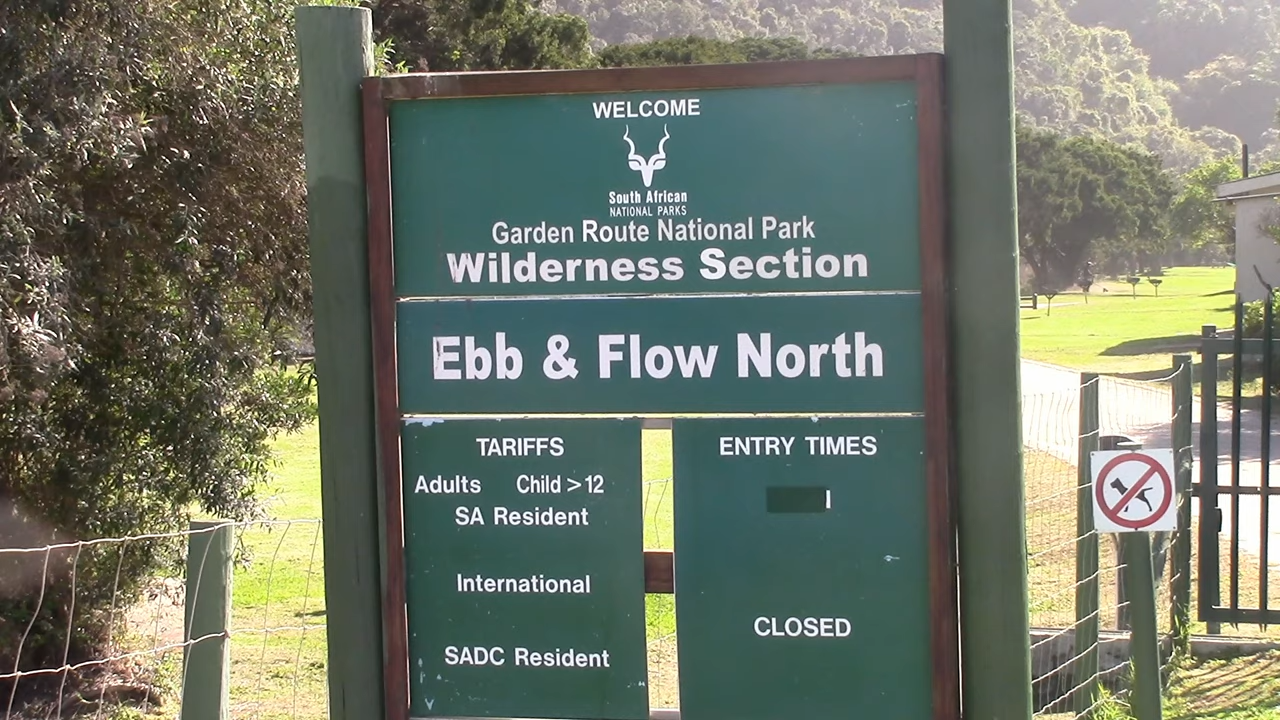 WELCOME
South African
NATIONAL PARKS
Garden Route National Park
Wilderness Section
Ebb & Flow North
TARIFFS
Adults Child > 12
SA Resident
International
SADC Resident
ENTRY TIMES
CLOSED